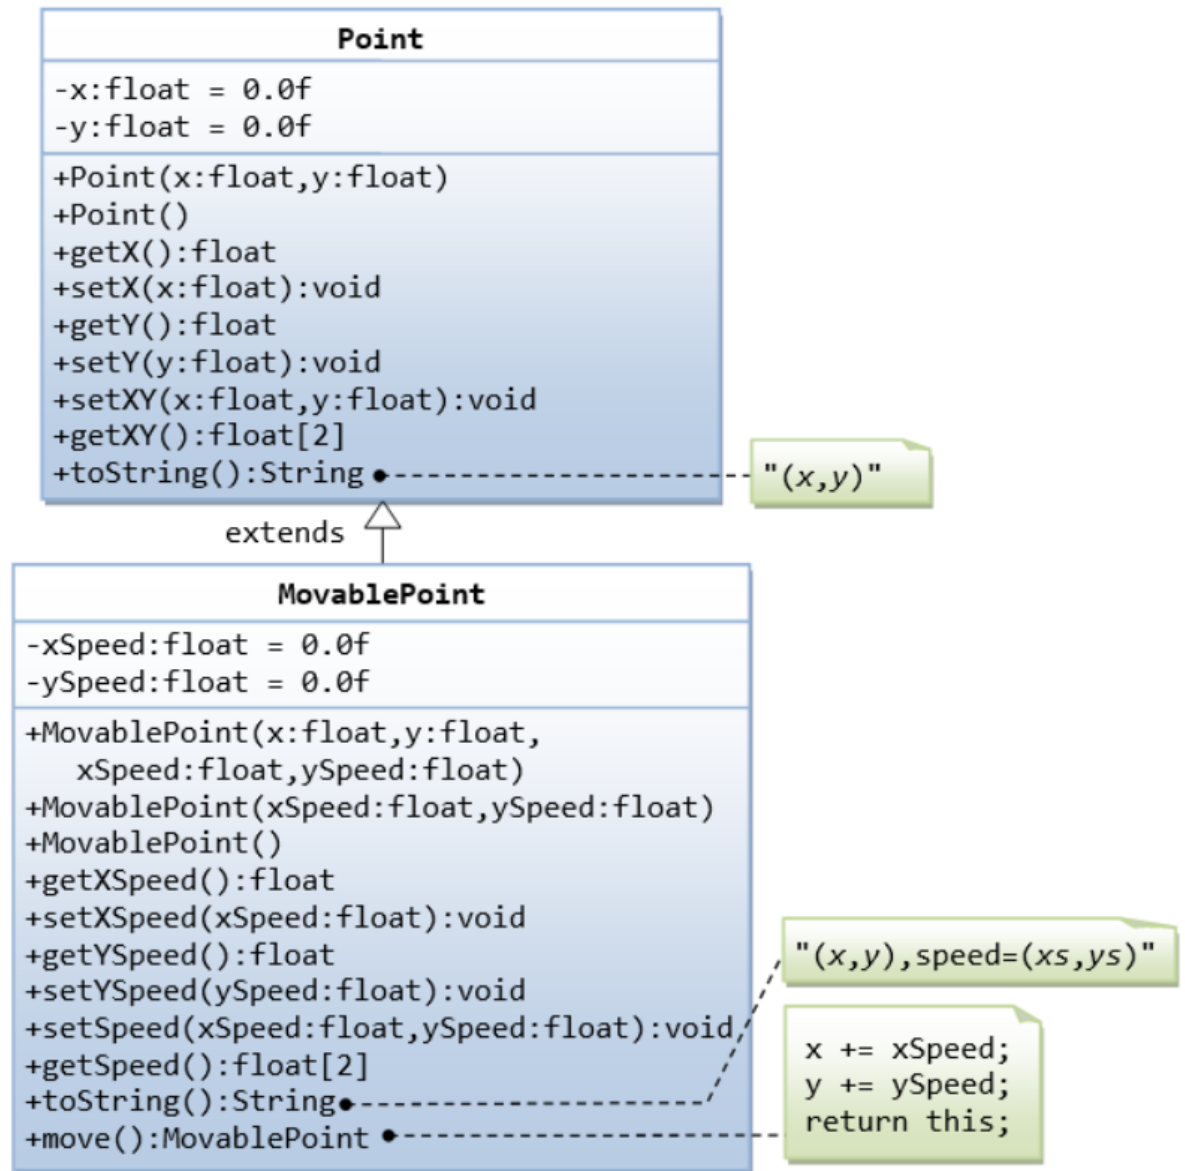 Point
-x:float = 0.0f
-y:float = 0.0f
+Point(x:float,y:float)
+Point()
+getX():float
+setX(x:float):void
+getY():float
+setY(y:float):void
+setXY(x:float,y:float):void
+getXY():float[2]
+toString():String
"(x,y)"
extends
MovablePoint
-xSpeed:float = 0.0f
-ySpeed:float = 0.0f
+MovablePoint(x:float,y:float,
xSpeed:float,ySpeed:float)
+MovablePoint(xSpeed:float,ySpeed:float)
+MovablePoint()
+getXSpeed():float
+setXSpeed(xSpeed:float):void
+getYSpeed():float
+setYSpeed(ySpeed:float):void
+setSpeed(xSpeed:float,ySpeed:float):void
+getSpeed():float[2]
+toString():String
+move():MovablePoint
"(x,y),speed=(xs,ys)"
x += xSpeed;
y += ySpeed;
return this;